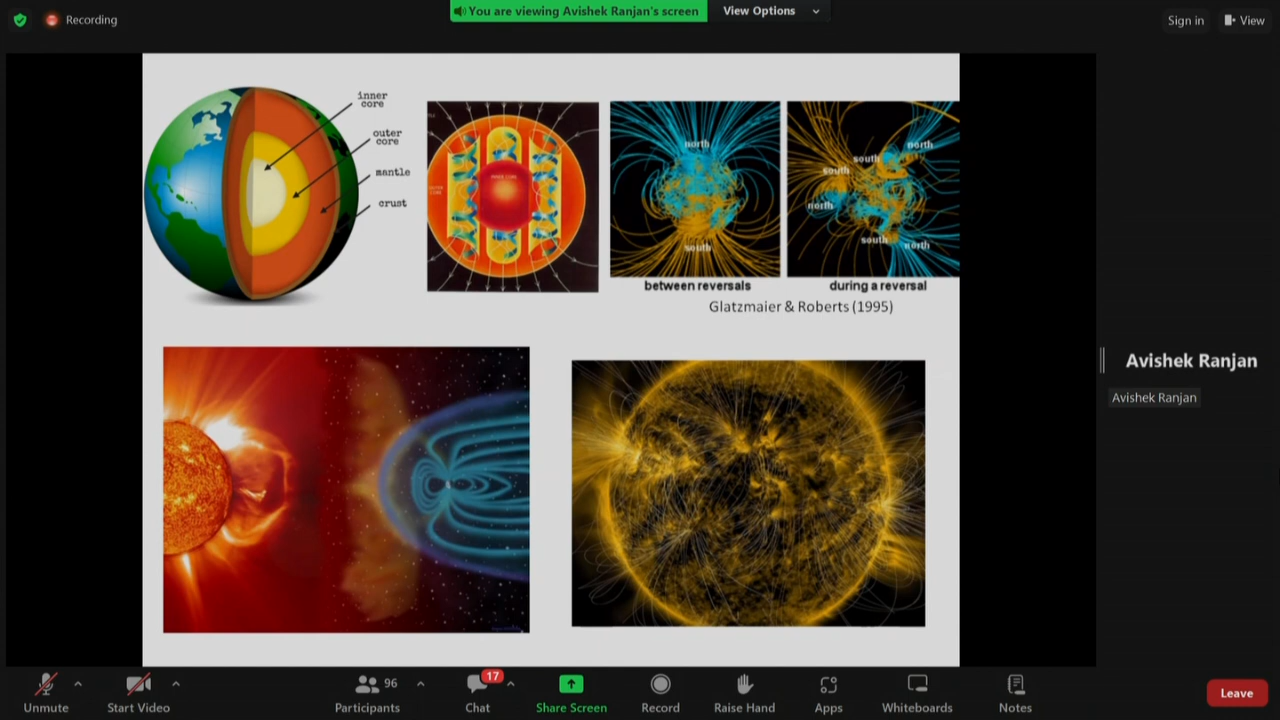 Recording
You are viewing Avishek Ranjan's screen
View Options
Sign in
View
inner
core
outer
core
mantle
crust
INNER CORE
north
south
between reversals
south
north
south
north
south
north
during a reversal
Glatzmaier & Roberts (1995)
Avishek Ranjan
Avishek Ranjan
Unmute
Start Video
96
Participants
17
Chat
Share Screen
Record
Raise Hand
Apps
Whiteboards
Notes
Leave